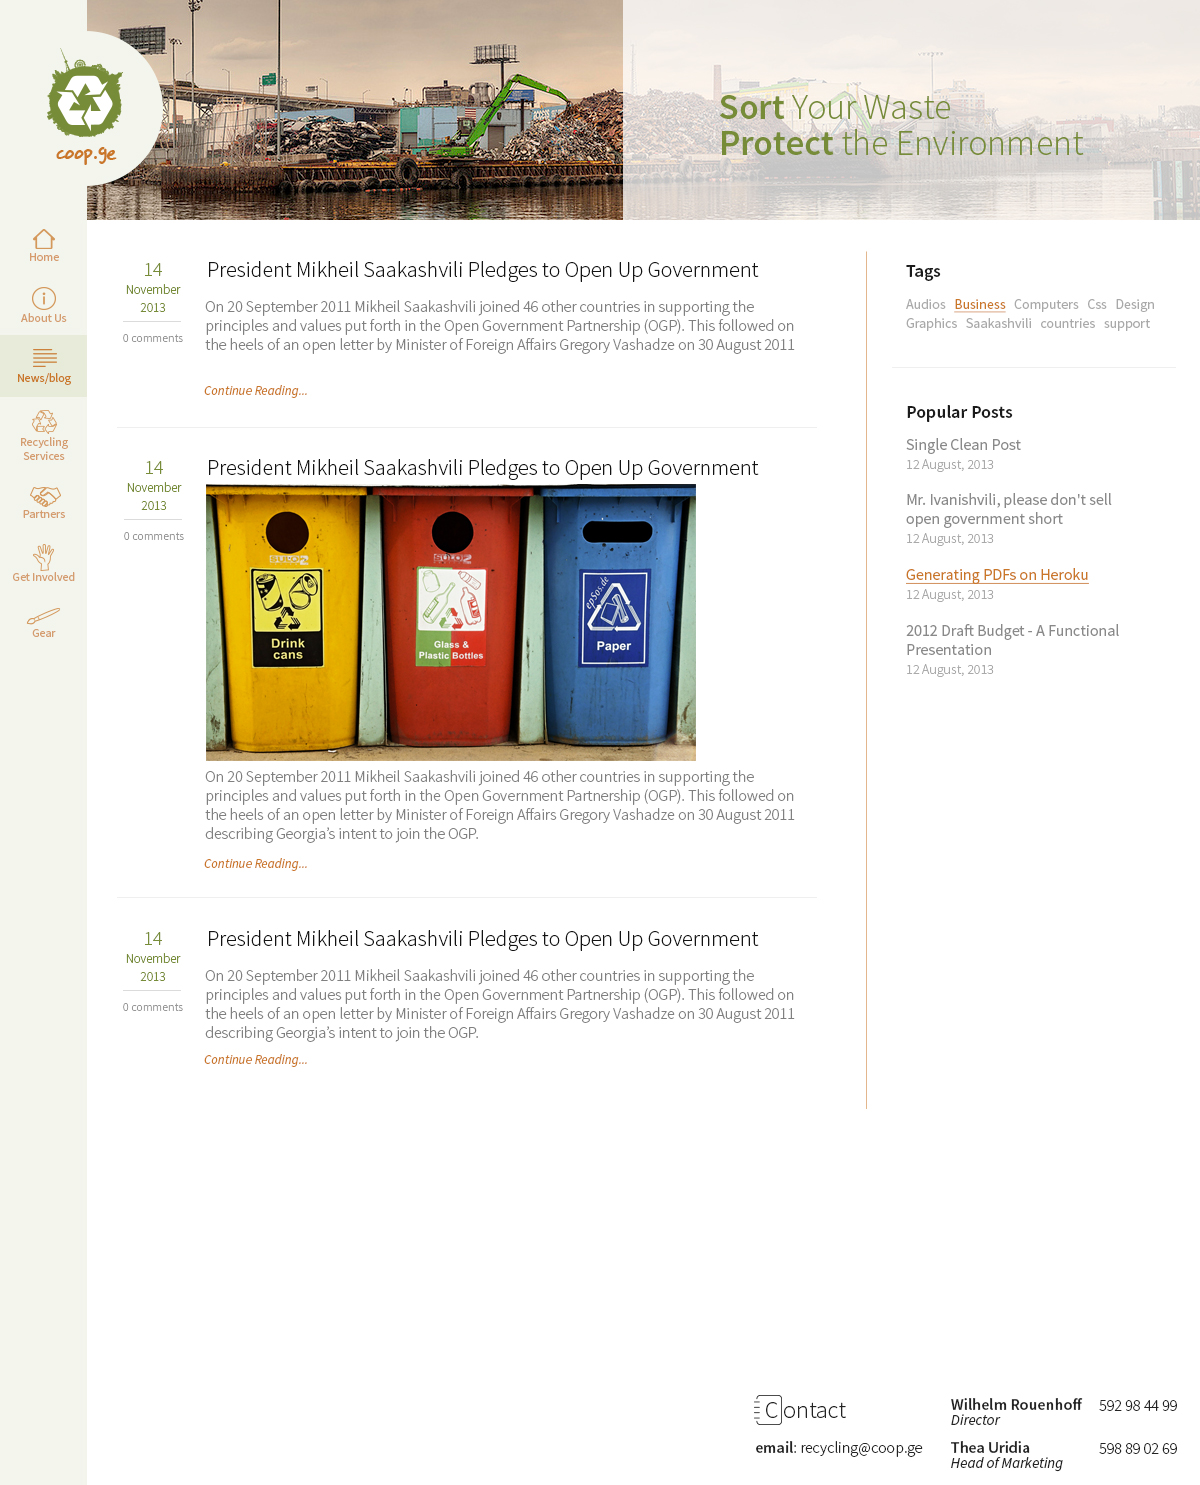 coop.ge
Sort Your Waste
Protect the Environment
Home
About Us
News/blog
Recycling
Services
Partners
Get Involved
Gear
14
November
2013
0 comments
President Mikheil Saakashvili Pledges to Open Up Government
On 20 September 2011 Mikheil Saakashvili joined 46 other countries in supporting the
principles and values put forth in the Open Government Partnership (OGP). This followed on
the heels of an open letter by Minister of Foreign Affairs Gregory Vashadze on 30 August 2011
Continue Reading...
14
November
2013
0 comments
President Mikheil Saakashvili Pledges to Open Up Government
Drink
cans
Glass &
Plastic Bottles
epSos.de
Paper
On 20 September 2011 Mikheil Saakashvili joined 46 other countries in supporting the
principles and values put forth in the Open Government Partnership (OGP). This followed on
the heels of an open letter by Minister of Foreign Affairs Gregory Vashadze on 30 August 2011
describing Georgia’s intent to join the OGP.
Continue Reading...
14
November
2013
0 comments
President Mikheil Saakashvili Pledges to Open Up Government
On 20 September 2011 Mikheil Saakashvili joined 46 other countries in supporting the
principles and values put forth in the Open Government Partnership (OGP). This followed on
the heels of an open letter by Minister of Foreign Affairs Gregory Vashadze on 30 August 2011
describing Georgia’s intent to join the OGP.
Continue Reading...
Tags
Audios Business Computers Css Design
Graphics Saakashvili countries support
Popular Posts
Single Clean Post
12 August, 2013
Mr. Ivanishvili, please don't sell
open government short
12 August, 2013
Generating PDFs on Heroku
12 August, 2013
2012 Draft Budget - A Functional
Presentation
12 August, 2013
Contact
email: recycling@coop.ge
Wilhelm Rouenhoff 592 98 44 99
Director
Thea Uridia 598 89 02 69
Head of Marketing